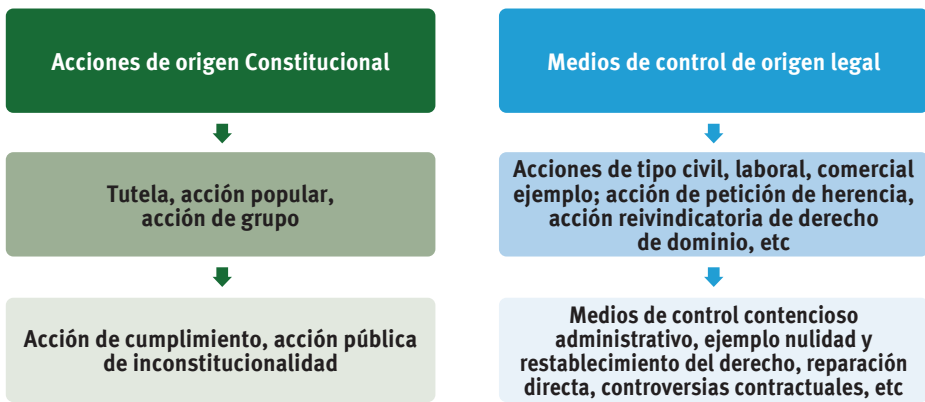 Acciones de origen Constitucional
Tutela, acción popular,
acción de grupo
Acción de cumplimiento, acción pública
de inconstitucionalidad
Medios de control de origen legal
Acciones de tipo civil, laboral, comercial
ejemplo; acción de petición de herencia,
acción reivindicatoria de derecho
de dominio, etc
Medios de control contencioso
administrativo, ejemplo nulidad y
restablecimiento del derecho, reparación
directa, controversias contractuales, etc